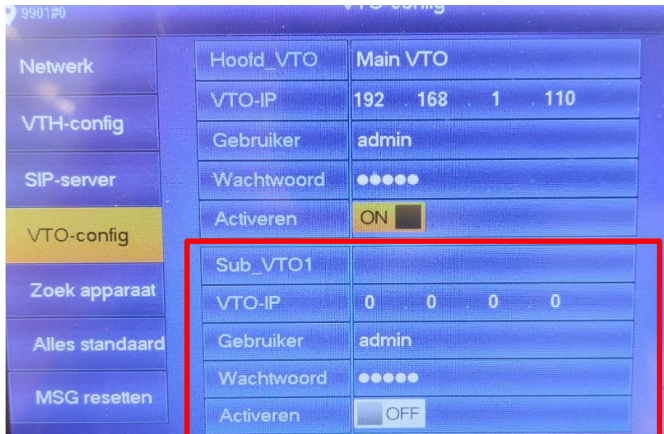 9901#0
VTO-config
Netwerk
VTH-config
SIP-server
VTO-config
Zoek apparaat
Alles standaard
MSG resetten
Hoofd_VTO Main VTO
VTO-IP 192 . 168 . 1 . 110
Gebruiker admin
Wachtwoord ●●●●●
Activeren ON
Sub_VTO1
VTO-IP 0 . 0 . 0 . 0
Gebruiker admin
Wachtwoord ●●●●●
Activeren OFF